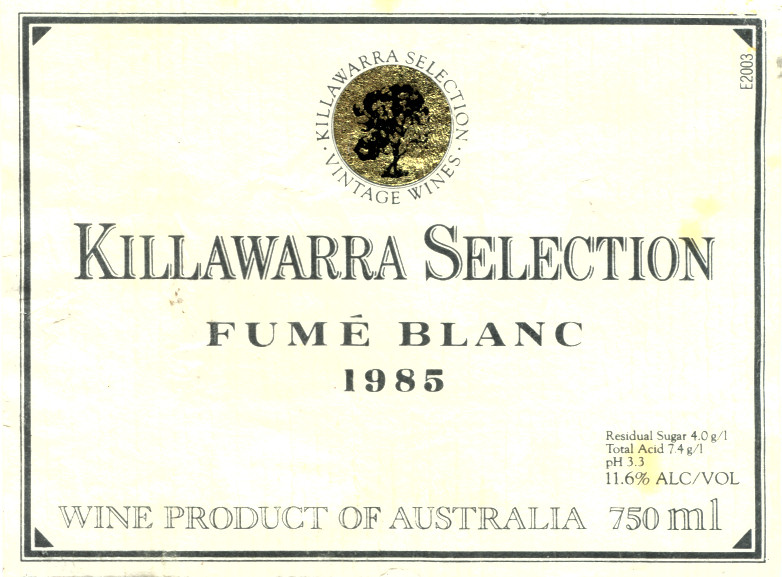 · KILLAWARRA SELECTION ·
VINTAGE WINES
E2003
KILLAWARRA SELECTION
FUMÉ BLANC
1985
Residual Sugar 4.0 g/l
Total Acid 7.4 g/l
pH 3.3
11.6% ALC/VOL
WINE PRODUCT OF AUSTRALIA 750 ml